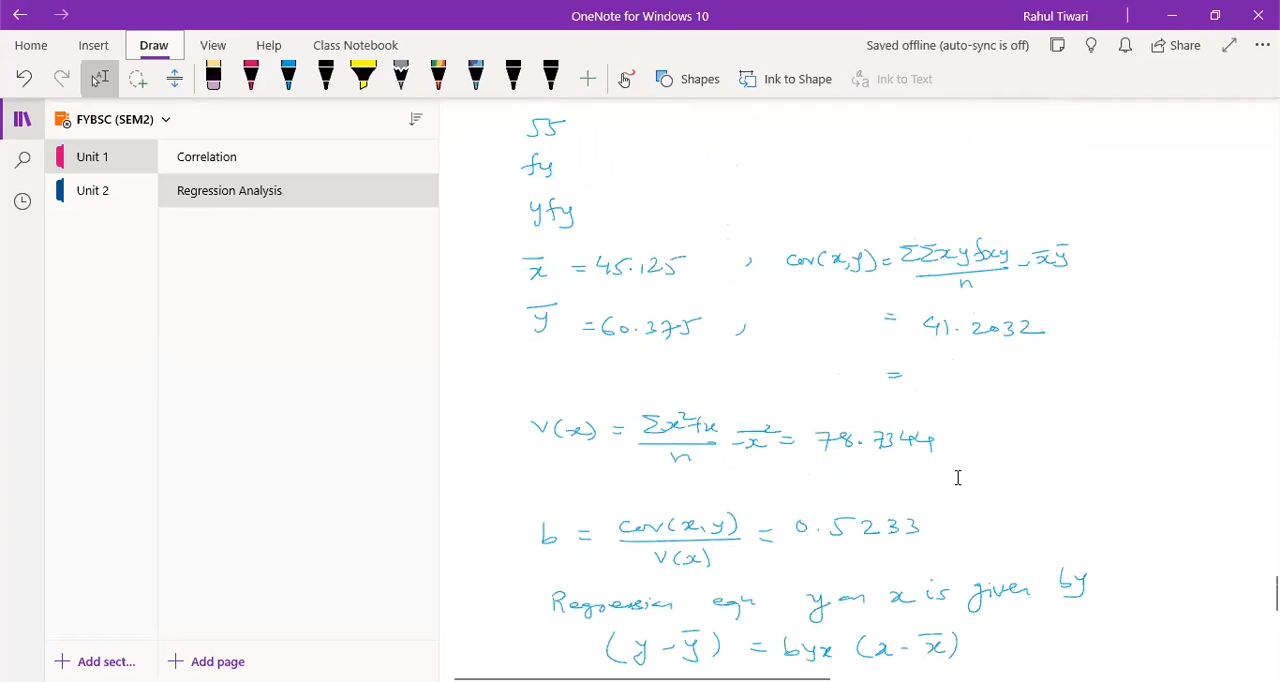 OneNote for Windows 10
Rahul Tiwari
Home Insert Draw View Help Class Notebook
Saved offline (auto-sync is off) Share
Shapes Ink to Shape Ink to Text
FYBSC (SEM2)
Unit 1
Unit 2
Correlation
Regression Analysis
55
fy
yfy
x̅ = 45.125 , cov(x,y) = ΣΣxyfxy/n - x̅y̅
y̅ = 60.375 , = 41.2032
=
V(x) = Σx²fx/n - x̅² = 78.7344
b = cov(x,y)/V(x) = 0.5233
Regression eqn y on x is given by
(y - y̅) = byx (x - x̅)
Add sect... Add page